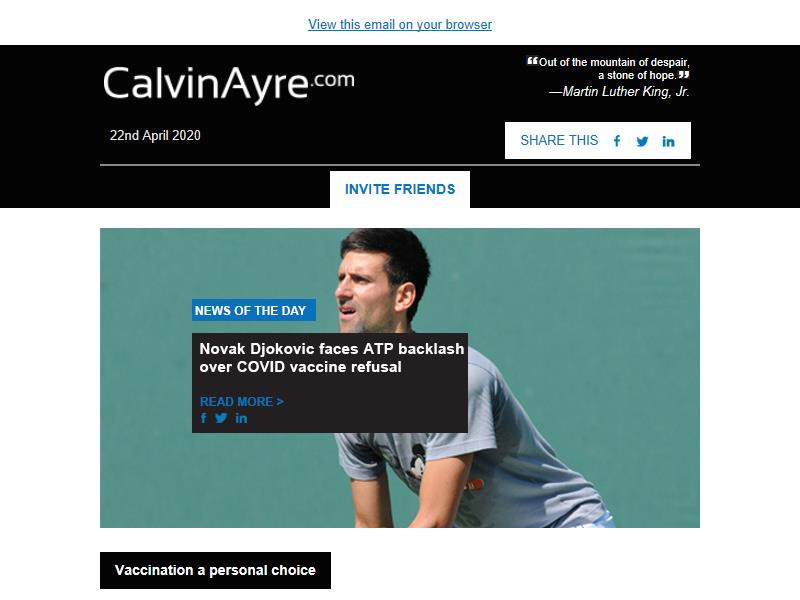 View this email on your browser
CalvinAyre.com
❝Out of the mountain of despair,
a stone of hope.❞
—Martin Luther King, Jr.
22nd April 2020
SHARE THIS
INVITE FRIENDS
NEWS OF THE DAY
Novak Djokovic faces ATP backlash
over COVID vaccine refusal
READ MORE >
Vaccination a personal choice